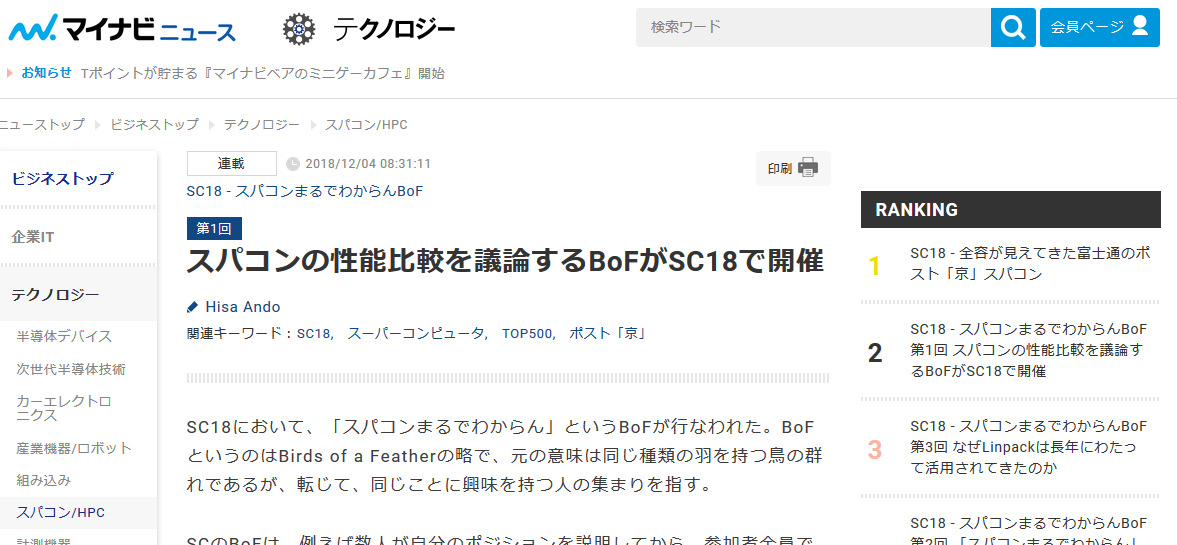 マイナビニュース
テクノロジー
検索ワード
会員ページ
お知らせ Tポイントが貯まる『マイナビベアのミニゲーカフェ』開始
ニューストップ ビジネストップ テクノロジー スパコン/HPC
ビジネストップ
企業IT
テクノロジー
半導体デバイス
次世代半導体技術
カーエレクトロ
ニクス
産業機器/ロボット
組み込み
スパコン/HPC
計測機器
連載 2018/12/04 08:31:11
印刷
SC18 - スパコンまるでわからんBoF
第1回
スパコンの性能比較を議論するBoFがSC18で開催
Hisa Ando
関連キーワード：SC18, スーパーコンピュータ, TOP500, ポスト「京」
SC18において、「スパコンまるでわからん」というBoFが行なわれた。BoF
というのはBirds of a Featherの略で、元の意味は同じ種類の羽を持つ鳥の群
れであるが、転じて、同じことに興味を持つ人の集まりを指す。
SCのBoFは、例えば数人が自分のポジションを説明してから、参加者全員で
RANKING
1
SC18 - 全容が見えてきた富士通のポ
スト「京」スパコン
2
SC18 - スパコンまるでわからんBoF
第1回 スパコンの性能比較を議論す
るBoFがSC18で開催
3
SC18 - スパコンまるでわからんBoF
第3回 なぜLinpackは長年にわたっ
て活用されてきたのか
SC18 - スパコンまるでわからんBoF
第2回 「スパコンまるでわからん」